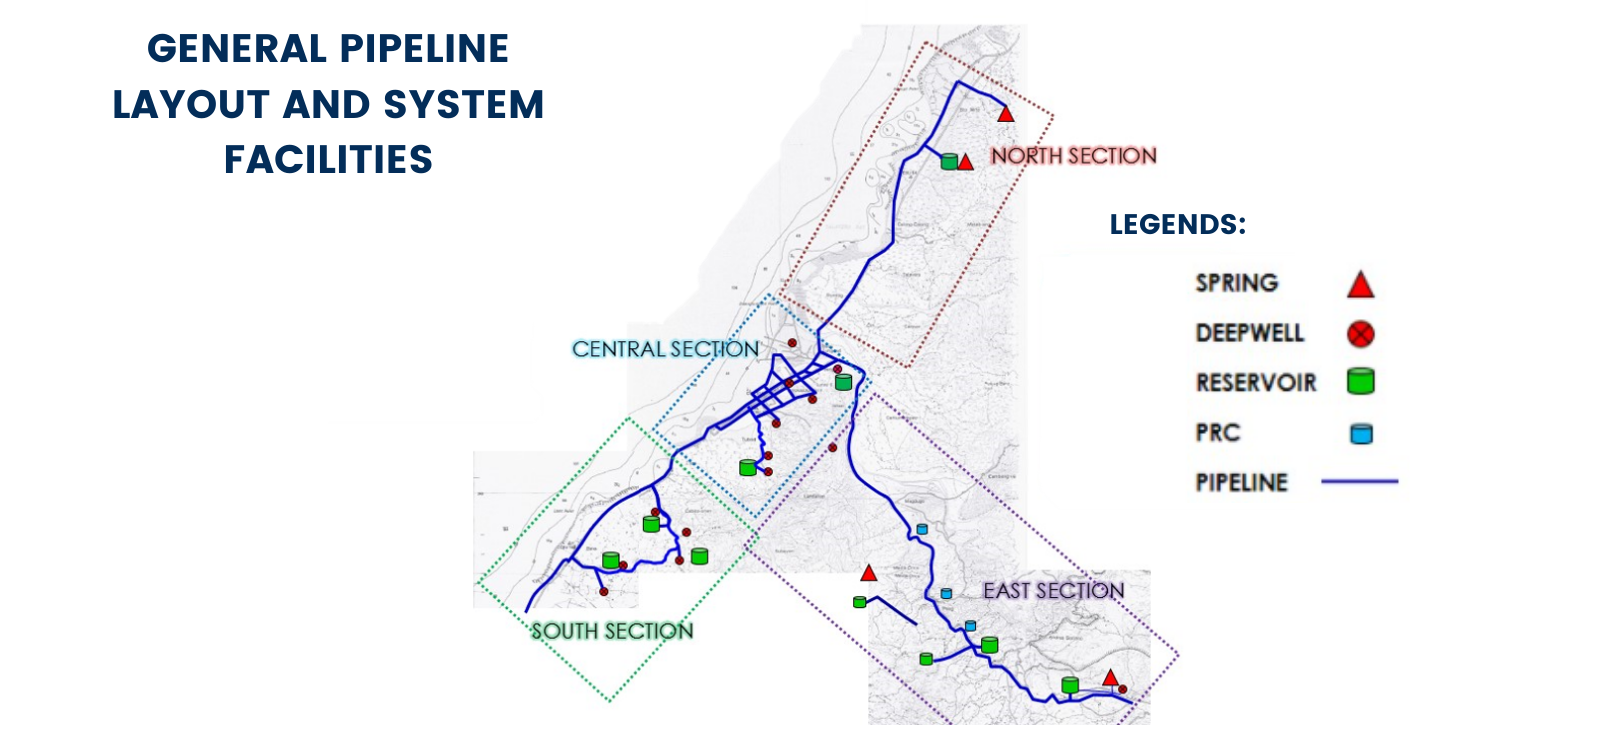 GENERAL PIPELINE
LAYOUT AND SYSTEM
FACILITIES
NORTH SECTION
LEGENDS:
SPRING
DEEPWELL
CENTRAL SECTION
RESERVOIR
PRC
PIPELINE
EAST SECTION
SOUTH SECTION